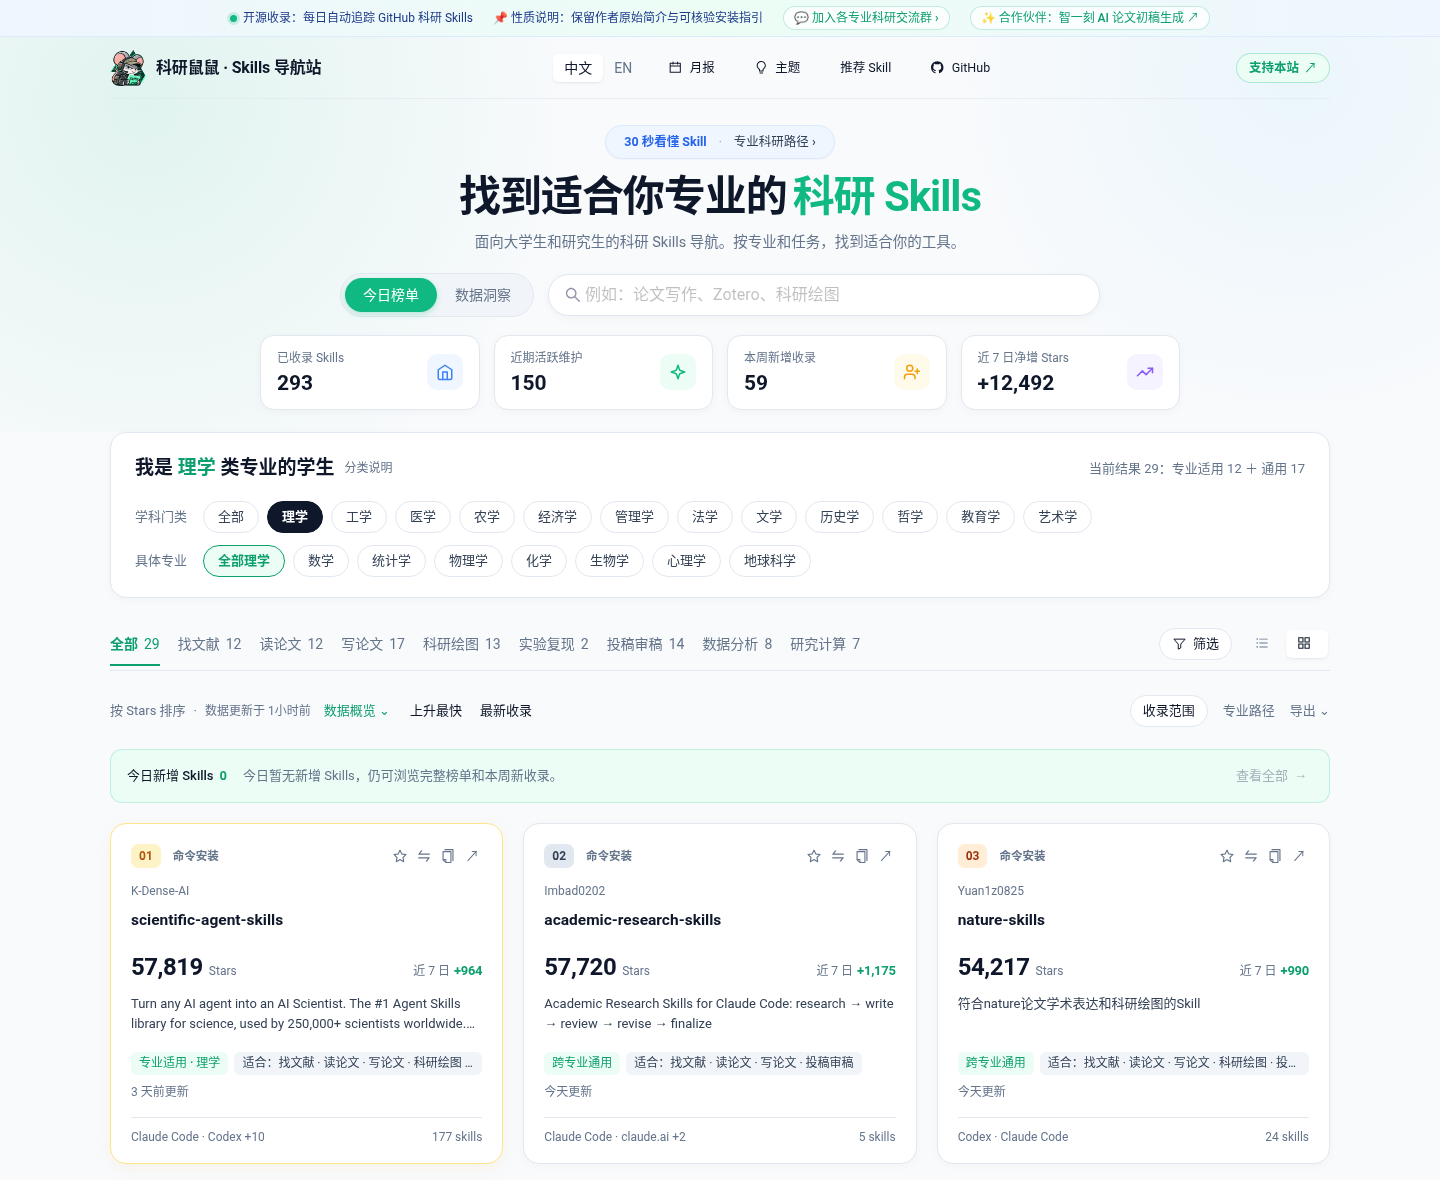 开源收录：每日自动追踪 GitHub 科研 Skills 📌 性质说明：保留作者原始简介与可核验安装指引 💬 加入各专业科研交流群 › ✨ 合作伙伴：智一刻 AI 论文初稿生成 ↗
科研鼠鼠 · Skills 导航站 中文 EN 月报 主题 推荐 Skill GitHub 支持本站 ↗
30 秒看懂 Skill · 专业科研路径 ›
找到适合你专业的 科研 Skills
面向大学生和研究生的科研 Skills 导航。按专业和任务，找到适合你的工具。
今日榜单 数据洞察 例如：论文写作、Zotero、科研绘图
已收录 Skills 近期活跃维护 本周新增收录 近 7 日净增 Stars
293 150 59 +12,492
我是 理学 类专业的学生 分类说明 当前结果 29：专业适用 12 ＋ 通用 17
学科门类 全部 理学 工学 医学 农学 经济学 管理学 法学 文学 历史学 哲学 教育学 艺术学
具体专业 全部理学 数学 统计学 物理学 化学 生物学 心理学 地球科学
全部 29 找文献 12 读论文 12 写论文 17 科研绘图 13 实验复现 2 投稿审稿 14 数据分析 8 研究计算 7 筛选
按 Stars 排序 · 数据更新于 1小时前 数据概览 ⌄ 上升最快 最新收录 收录范围 专业路径 导出 ⌄
今日新增 Skills 0 今日暂无新增 Skills，仍可浏览完整榜单和本周新收录。 查看全部 →
01 命令安装
K-Dense-AI
scientific-agent-skills
57,819 Stars 近 7 日 +964
Turn any AI agent into an AI Scientist. The #1 Agent Skills
library for science, used by 250,000+ scientists worldwide....
专业适用 · 理学 适合：找文献 · 读论文 · 写论文 · 科研绘图 ...
3 天前更新
Claude Code · Codex +10 177 skills
02 命令安装
Imbad0202
academic-research-skills
57,720 Stars 近 7 日 +1,175
Academic Research Skills for Claude Code: research → write
→ review → revise → finalize
跨专业通用 适合：找文献 · 读论文 · 写论文 · 投稿审稿
今天更新
Claude Code · claude.ai +2 5 skills
03 命令安装
Yuan1z0825
nature-skills
54,217 Stars 近 7 日 +990
符合nature论文学术表达和科研绘图的Skill
跨专业通用 适合：找文献 · 读论文 · 写论文 · 科研绘图 · 投...
今天更新
Codex · Claude Code 24 skills